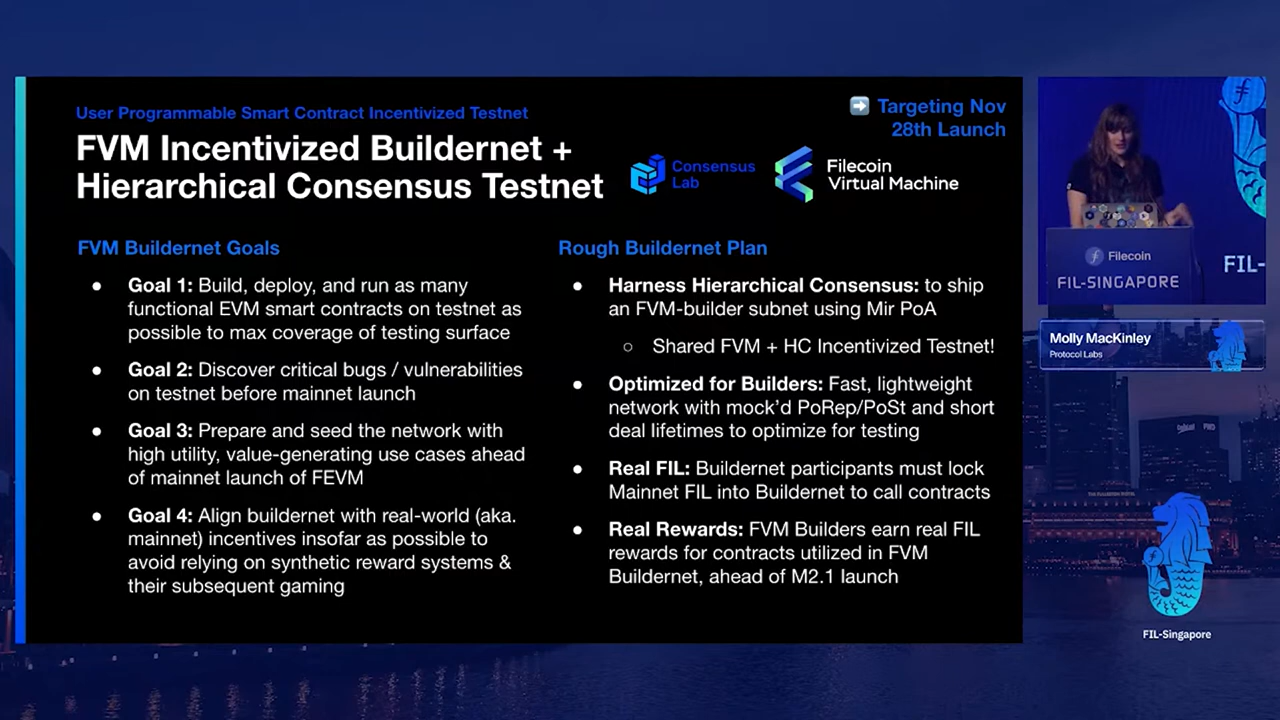 User Programmable Smart Contract Incentivized Testnet
FVM Incentivized Buildernet +
Hierarchical Consensus Testnet
➡️ Targeting Nov
28th Launch
Consensus
Lab
Filecoin
Virtual Machine
FVM Buildernet Goals
● Goal 1: Build, deploy, and run as many
functional EVM smart contracts on testnet as
possible to max coverage of testing surface
● Goal 2: Discover critical bugs / vulnerabilities
on testnet before mainnet launch
● Goal 3: Prepare and seed the network with
high utility, value-generating use cases ahead
of mainnet launch of FEVM
● Goal 4: Align buildernet with real-world (aka.
mainnet) incentives insofar as possible to
avoid relying on synthetic reward systems &
their subsequent gaming
Rough Buildernet Plan
● Harness Hierarchical Consensus: to ship
an FVM-builder subnet using Mir PoA
○ Shared FVM + HC Incentivized Testnet!
● Optimized for Builders: Fast, lightweight
network with mock’d PoRep/PoSt and short
deal lifetimes to optimize for testing
● Real FIL: Buildernet participants must lock
Mainnet FIL into Buildernet to call contracts
● Real Rewards: FVM Builders earn real FIL
rewards for contracts utilized in FVM
Buildernet, ahead of M2.1 launch
Filecoin
FIL-SINGAPORE
FIL-
Molly MacKinley
Protocol Labs
FIL-Singapore